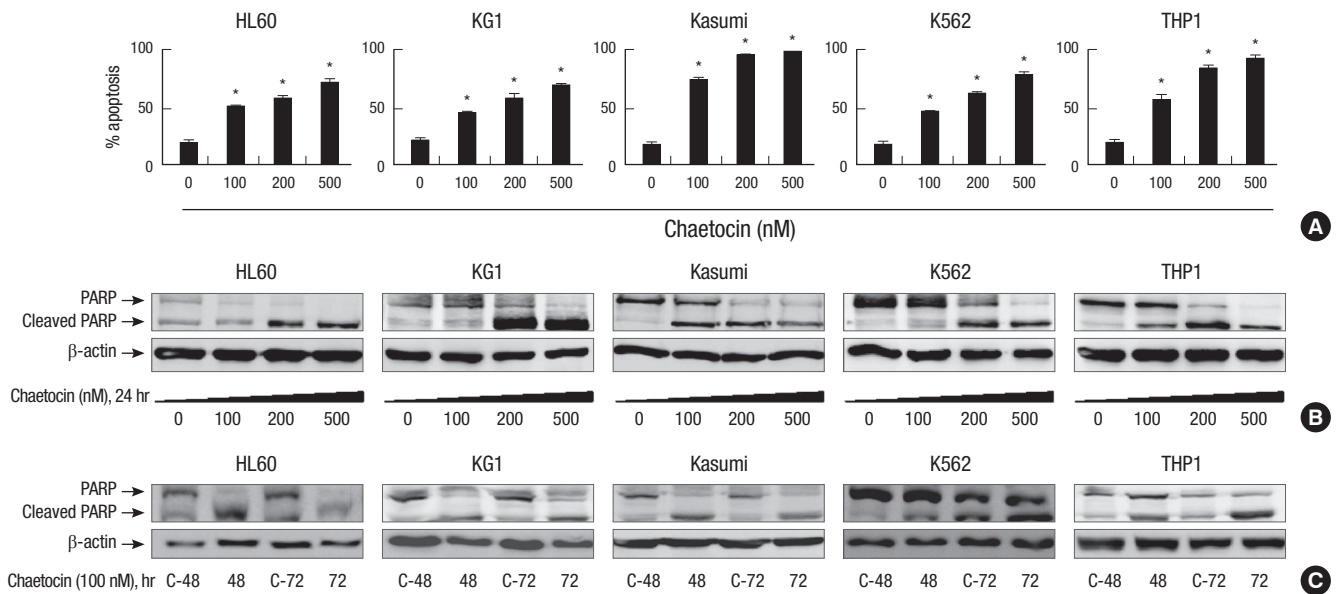 HL60 KG1 Kasumi K562 THP1
100 100 100 100 100
* * * * * * * * * * * * * * *
% apoptosis
50 50 50 50 50
0 0 0 0 0
0 100 200 500 0 100 200 500 0 100 200 500 0 100 200 500 0 100 200 500
Chaetocin (nM)
A
HL60 KG1 Kasumi K562 THP1
PARP
Cleaved PARP
β-actin
Chaetocin (nM), 24 hr
0 100 200 500 0 100 200 500 0 100 200 500 0 100 200 500 0 100 200 500
B
HL60 KG1 Kasumi K562 THP1
PARP
Cleaved PARP
β-actin
Chaetocin (100 nM), hr C-48 48 C-72 72 C-48 48 C-72 72 C-48 48 C-72 72 C-48 48 C-72 72 C-48 48 C-72 72
C